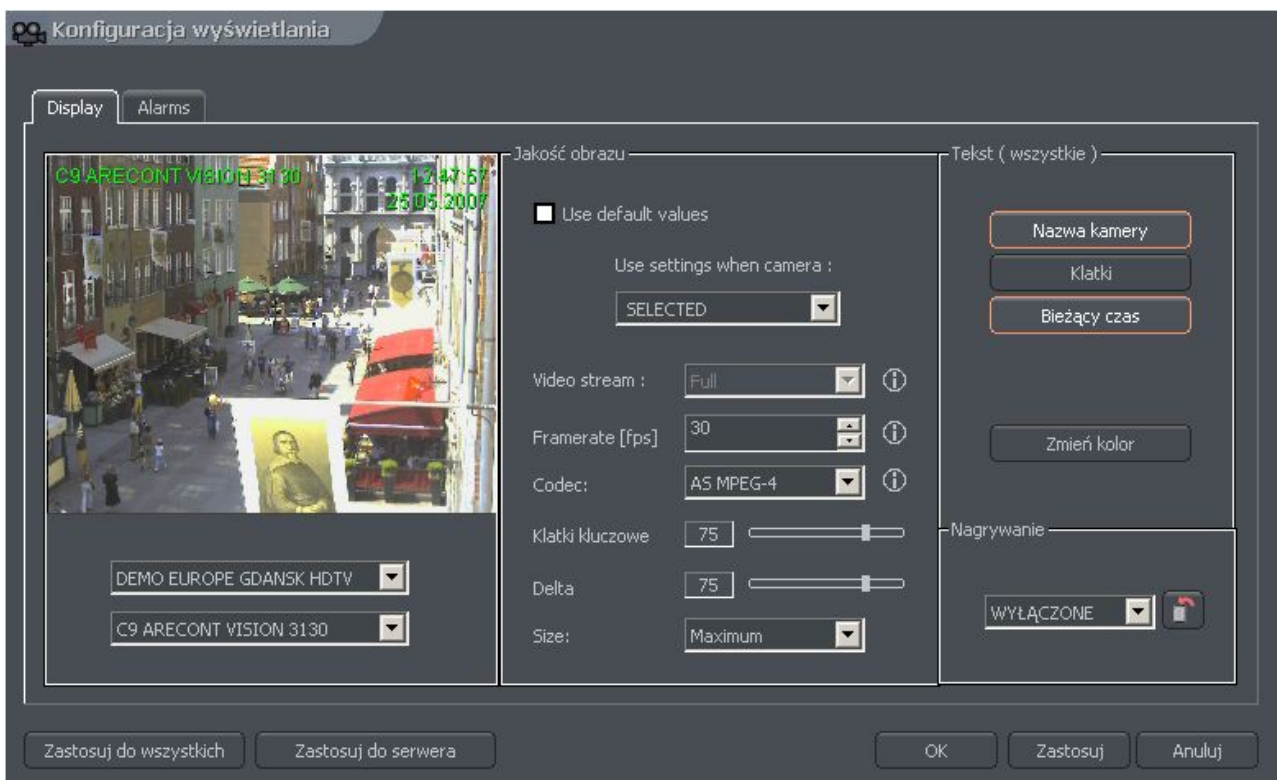 Konfiguracja wyświetlania
Display
Alarms
C9 ARECONT VISION 3130
12:47:57
25.05.2007
DEMO EUROPE GDANSK HDTV
C9 ARECONT VISION 3130
Jakość obrazu
Use default values
Use settings when camera :
SELECTED
Video stream :
Full
Framerate [fps]
30
Codec:
AS MPEG-4
Klatki kluczowe
75
Delta
75
Size:
Maximum
Tekst ( wszystkie )
Nazwa kamery
Klatki
Bieżący czas
Zmień kolor
Nagrywanie
WYŁĄCZONE
Zastosuj do wszystkich
Zastosuj do serwera
OK
Zastosuj
Anuluj